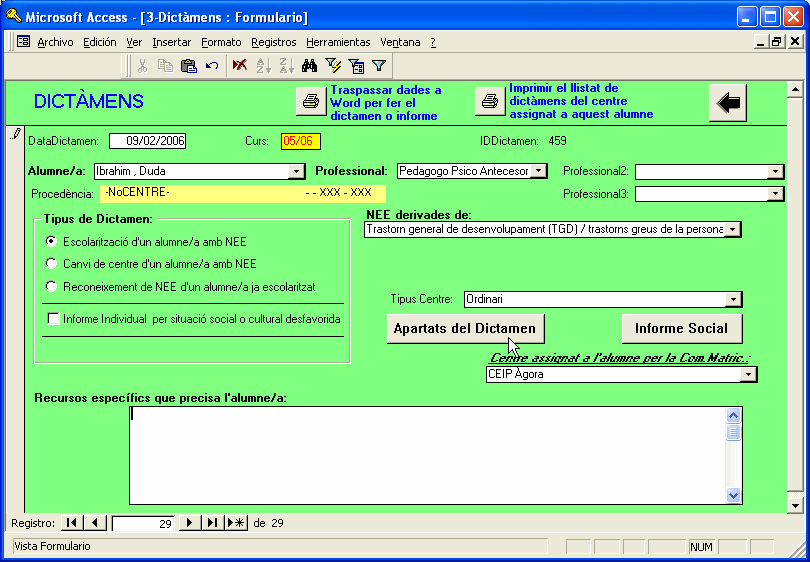 Microsoft Access - [3-Dictàmens : Formulario]
Archivo Edición Ver Insertar Formato Registros Herramientas Ventana ?
DICTÀMENS
Traspassar dades a
Word per fer el
dictamen o informe
Imprimir el llistat de
dictàmens del centre
assignat a aquest alumne
DataDictamen: 09/02/2006 Curs: 05/06 IDDictamen: 459
Alumne/a: Ibrahim , Duda Professional: Pedagogo Psico Antecesor Professional2:
Procedència: -NoCENTRE- - - XXX - XXX Professional3:
Tipus de Dictamen:
Escolarització d'un alumne/a amb NEE
Canvi de centre d'un alumne/a amb NEE
Reconeixement de NEE d'un alumne/a ja escolaritzat
Informe Individual per situació social o cultural desfavorida
NEE derivades de:
Trastorn general de desenvolupament (TGD) / trastorns greus de la persona
Tipus Centre: Ordinari
Apartats del Dictamen Informe Social
Centre assignat a l'alumne per la Com.Matric.:
CEIP Àgora
Recursos específics que precisa l'alumne/a:
Registro: 29 de 29
Vista Formulario NUM